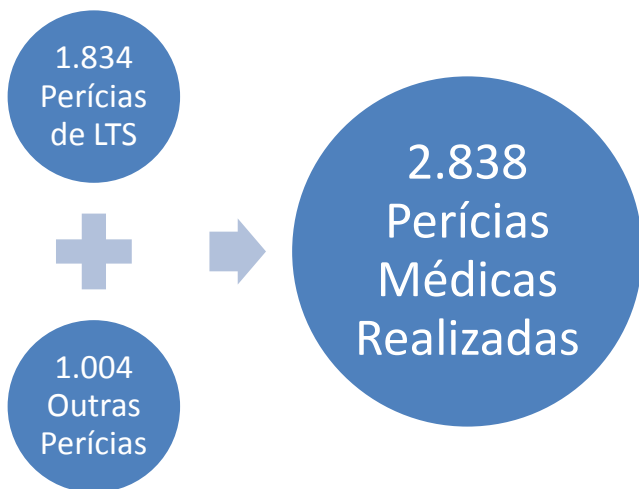 1.834
Perícias
de LTS
1.004
Outras
Perícias
2.838
Perícias
Médicas
Realizadas